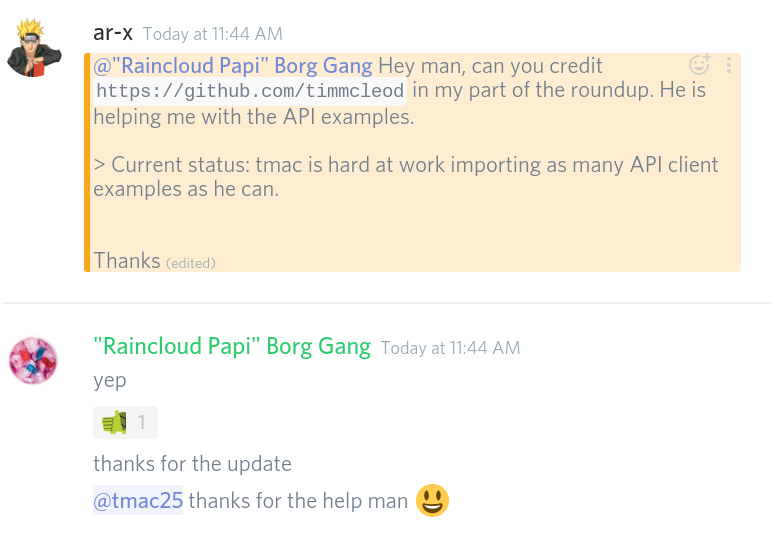 ar-x Today at 11:44 AM
@"Raincloud Papi" Borg Gang Hey man, can you credit
https://github.com/timmcleod in my part of the roundup. He is
helping me with the API examples.
> Current status: tmac is hard at work importing as many API client
examples as he can.
Thanks (edited)
"Raincloud Papi" Borg Gang Today at 11:44 AM
yep
1
thanks for the update
@tmac25 thanks for the help man